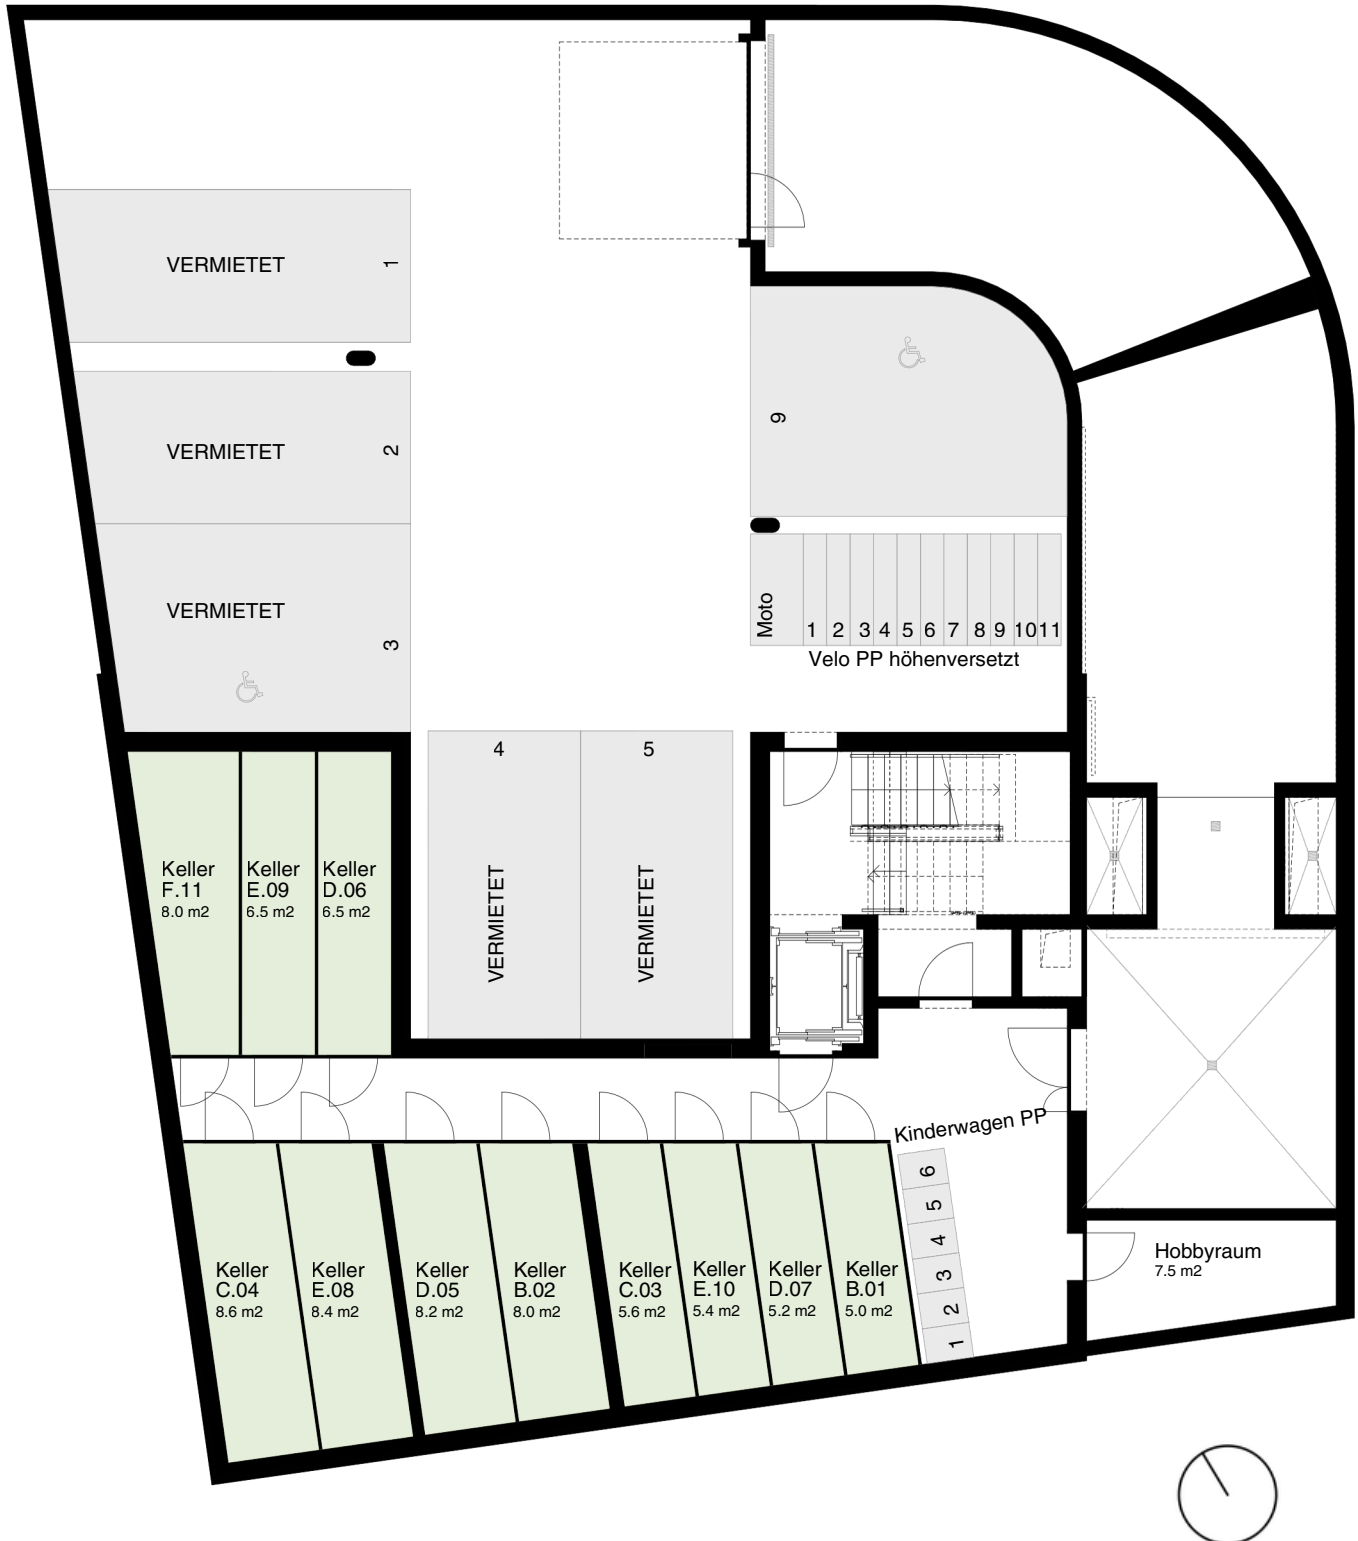 VERMIETET
1
VERMIETET
2
VERMIETET
3
9
Moto
1 2 3 4 5 6 7 8 9 10 11
Velo PP höhenversetzt
4
5
VERMIETET
VERMIETET
Keller
F.11
8.0 m2
Keller
E.09
6.5 m2
Keller
D.06
6.5 m2
Kinderwagen PP
6
5
4
3
2
1
Keller
C.04
8.6 m2
Keller
E.08
8.4 m2
Keller
D.05
8.2 m2
Keller
B.02
8.0 m2
Keller
C.03
5.6 m2
Keller
E.10
5.4 m2
Keller
D.07
5.2 m2
Keller
B.01
5.0 m2
Hobbyraum
7.5 m2